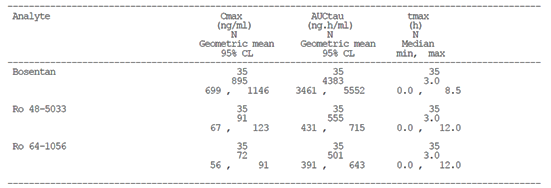 Analyte Cmax AUCtau tmax
(ng/ml) (ng.h/ml) (h)
N N N
Geometric mean Geometric mean Median
95% CL 95% CL min, max
Bosentan 35 35 35
895 4383 3.0
699 , 1146 3461 , 5552 0.0 , 8.5
Ro 48-5033 35 35 35
91 555 3.0
67 , 123 431 , 715 0.0 , 12.0
Ro 64-1056 35 35 35
72 501 3.0
56 , 91 391 , 643 0.0 , 12.0